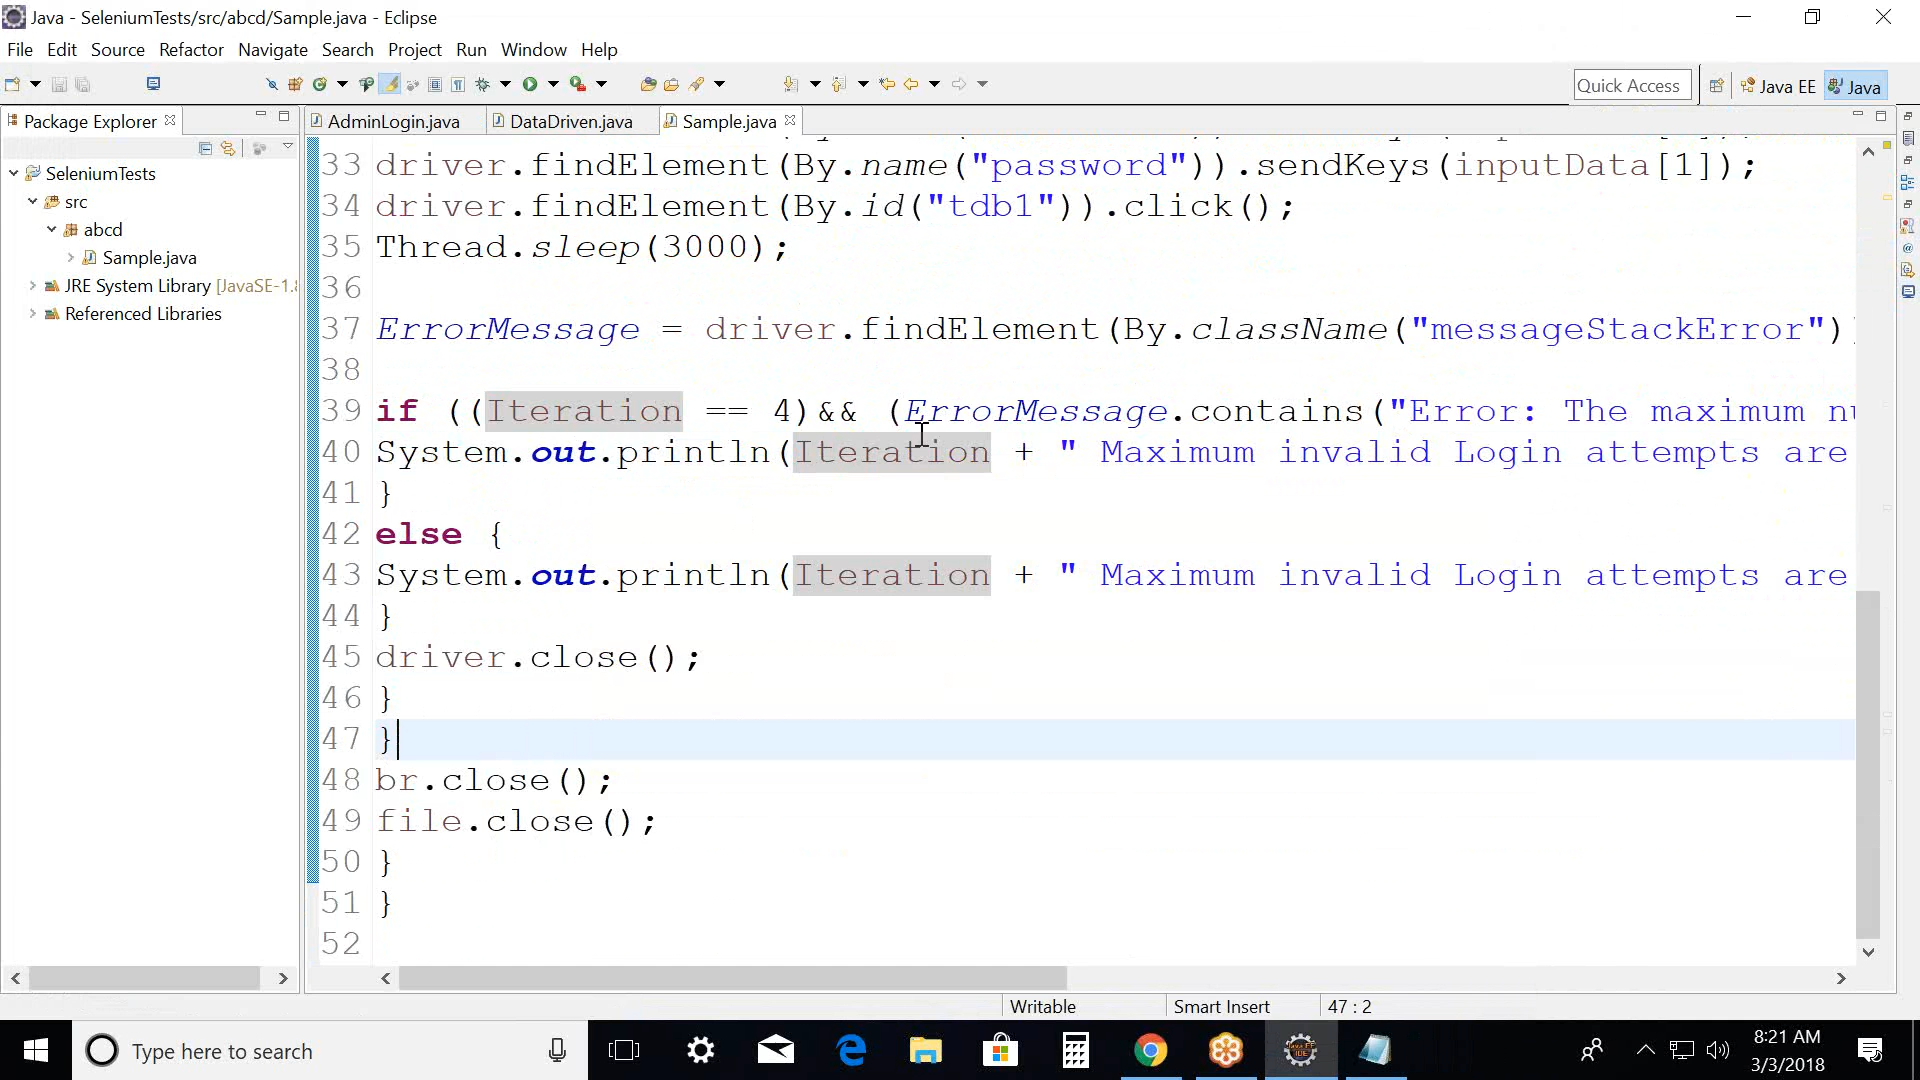 Java - SeleniumTests/src/abcd/Sample.java - Eclipse
File Edit Source Refactor Navigate Search Project Run Window Help
Quick Access
Java EE
Java
Package Explorer
AdminLogin.java
DataDriven.java
Sample.java
SeleniumTests
src
abcd
Sample.java
JRE System Library [JavaSE-1.8
Referenced Libraries
33 driver.findElement(By.name("password")).sendKeys(inputData[1]);
34 driver.findElement(By.id("tdb1")).click();
35 Thread.sleep(3000);
36
37 ErrorMessage = driver.findElement(By.className("messageStackError")
38
39 if ((Iteration == 4)&& (ErrorMessage.contains("Error: The maximum nu
40 System.out.println(Iteration + " Maximum invalid Login attempts are
41 }
42 else {
43 System.out.println(Iteration + " Maximum invalid Login attempts are
44 }
45 driver.close();
46 }
47 }
48 br.close();
49 file.close();
50 }
51 }
52
Writable
Smart Insert
47 : 2
Type here to search
8:21 AM
3/3/2018